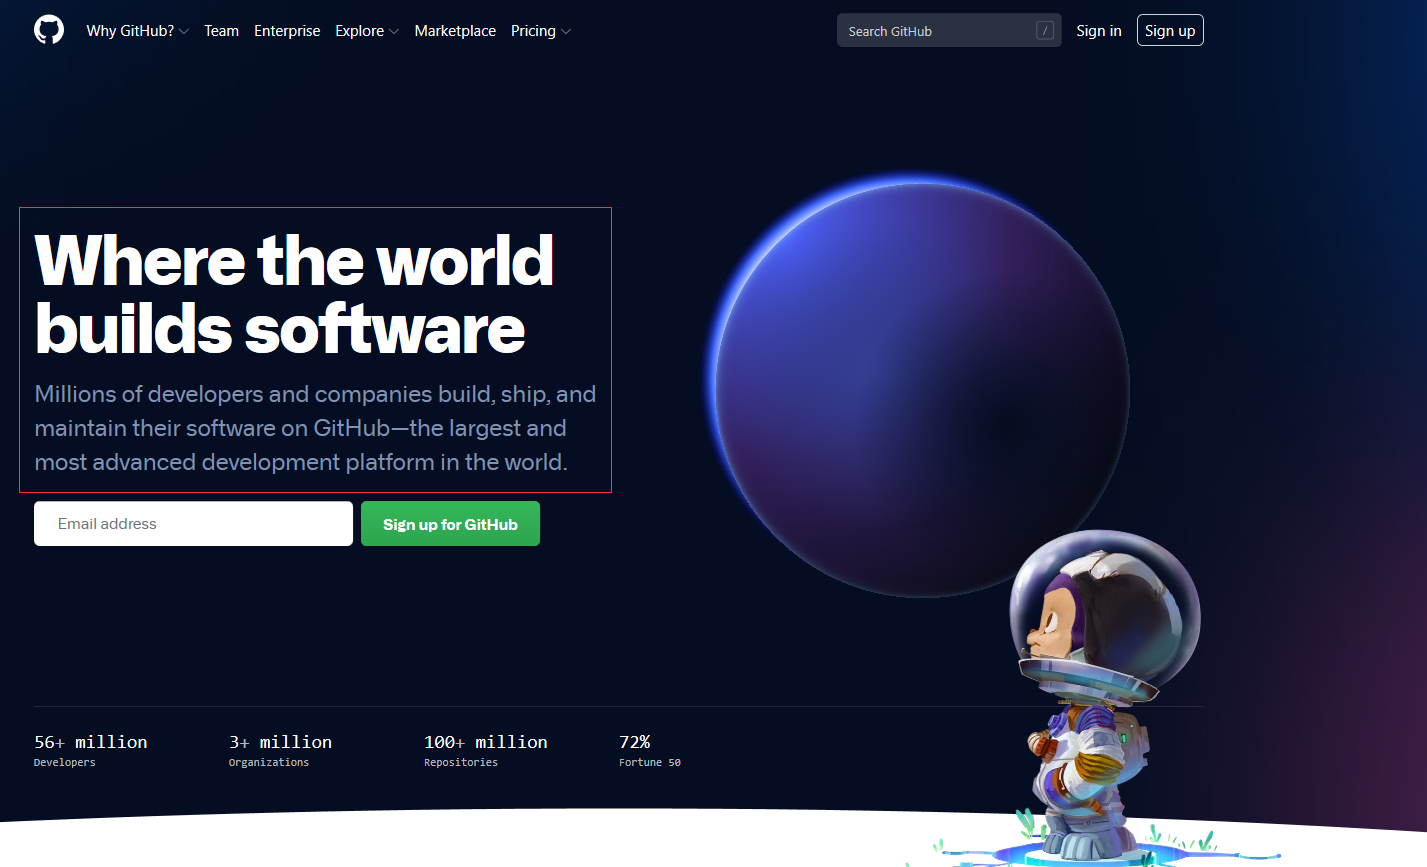 Why GitHub? Team Enterprise Explore Marketplace Pricing Search GitHub / Sign in Sign up
Where the world
builds software
Millions of developers and companies build, ship, and
maintain their software on GitHub—the largest and
most advanced development platform in the world.
Email address Sign up for GitHub
56+ million 3+ million 100+ million 72%
Developers Organizations Repositories Fortune 50